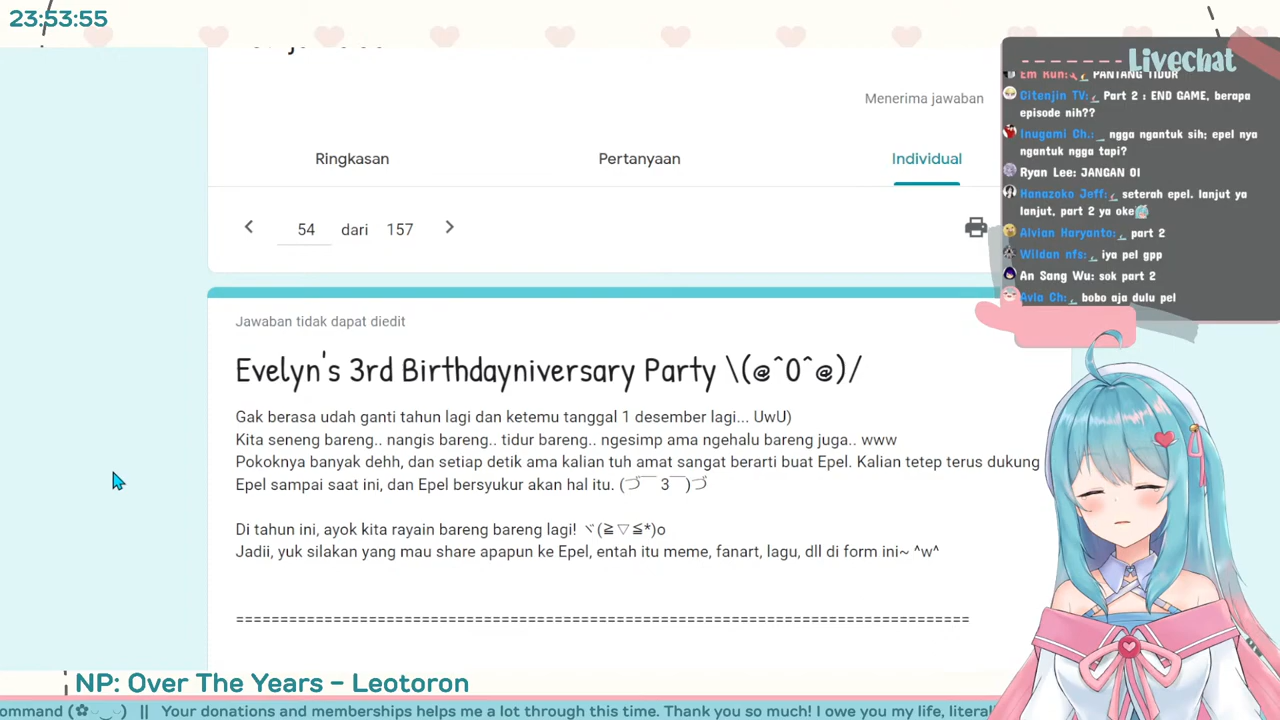 23:53:55
Menerima jawaban
Ringkasan
Pertanyaan
Individual
54 dari 157
Jawaban tidak dapat diedit
Evelyn's 3rd Birthdayniversary Party \(@^0^@)/
Gak berasa udah ganti tahun lagi dan ketemu tanggal 1 desember lagi... UwU)
Kita seneng bareng.. nangis bareng.. tidur bareng.. ngesimp ama ngehalu bareng juga.. www
Pokoknya banyak dehh, dan setiap detik ama kalian tuh amat sangat berarti buat Epel. Kalian tetep terus dukung
Epel sampai saat ini, dan Epel bersyukur akan hal itu. (づ￣ 3￣)づ
Di tahun ini, ayok kita rayain bareng bareng lagi! ヾ(≧▽≦*)o
Jadii, yuk silakan yang mau share apapun ke Epel, entah itu meme, fanart, lagu, dll di form ini~ ^w^
==================================================================================
Livechat
Em Kun: PANTANG TIDUR
Citenjin TV: Part 2 : END GAME, berapa
episode nih??
Inugami Ch.: ngga ngantuk sih; epel nya
ngantuk ngga tapi?
Ryan Lee: JANGAN OI
Hanazoko Jeff: seterah epel. lanjut ya
lanjut, part 2 ya oke
Alvian Haryanto: part 2
Wildan nfs: iya pel gpp
An Sang Wu: sok part 2
Avia Ch: bobo aja dulu pel
NP: Over The Years - Leotoron
ommand (✿◡‿◡) || Your donations and memberships helps me a lot through this time. Thank you so much! I owe you my life, literal